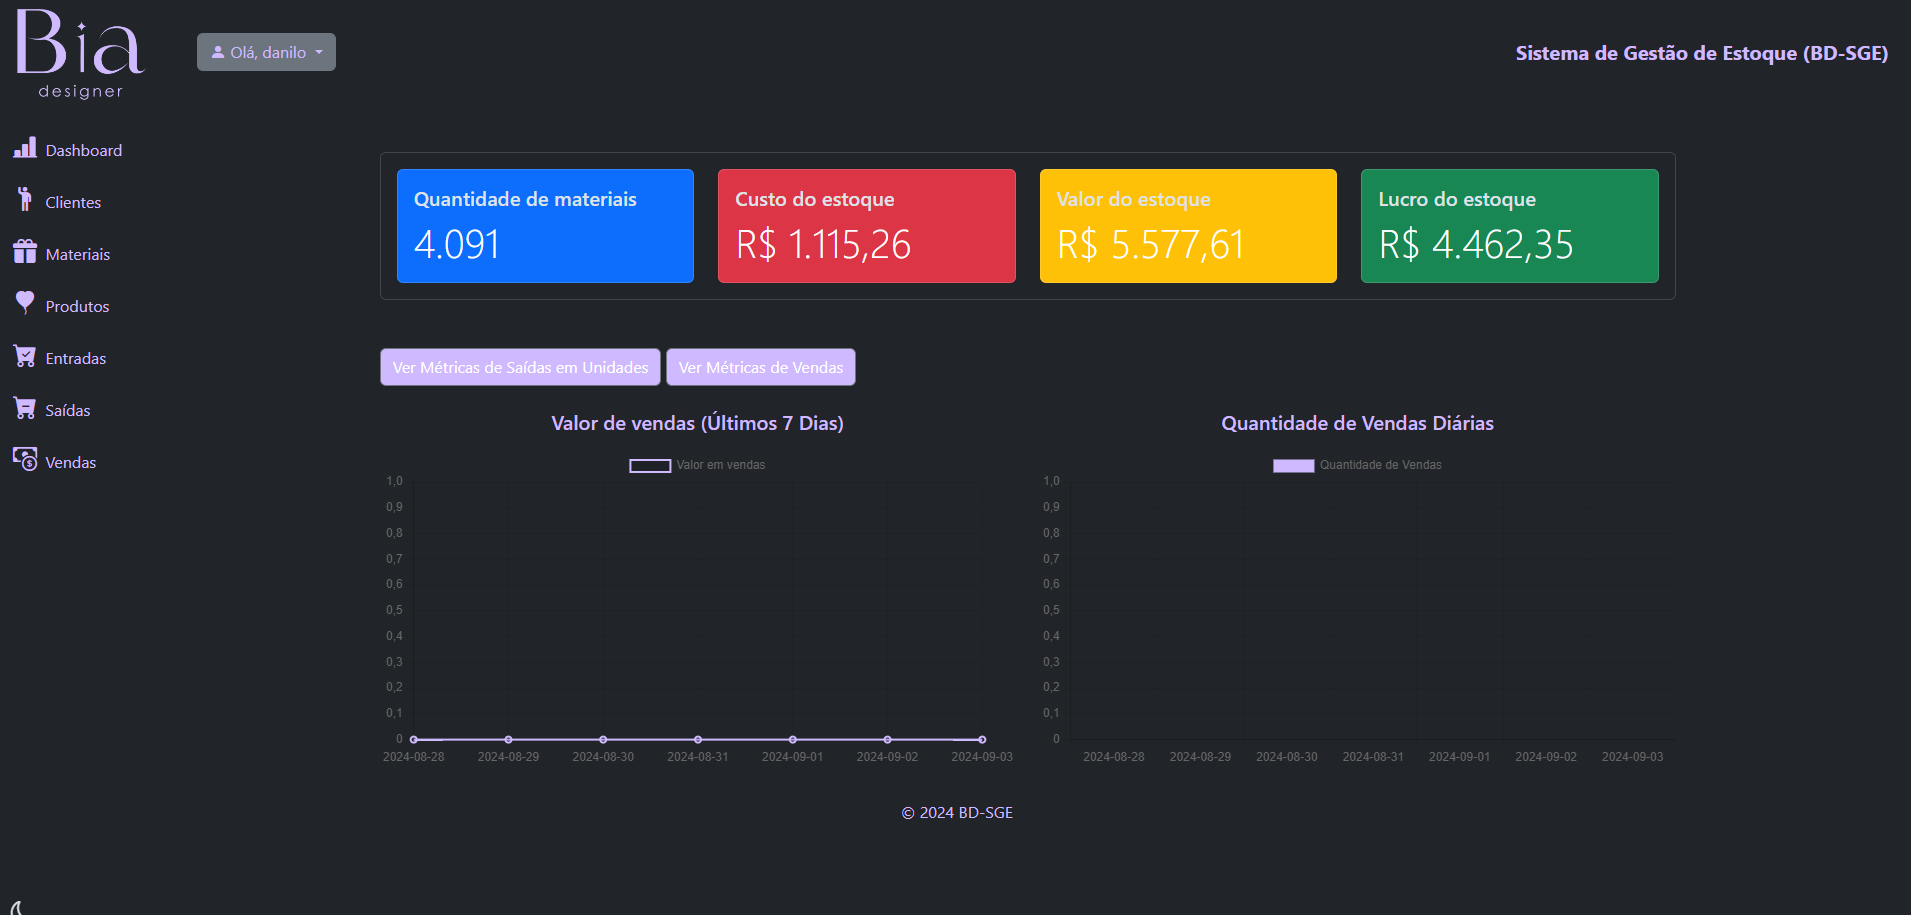 Bia
designer
Olá, danilo
Sistema de Gestão de Estoque (BD-SGE)
Dashboard
Clientes
Materiais
Produtos
Entradas
Saídas
Vendas
Quantidade de materiais
4.091
Custo do estoque
R$ 1.115,26
Valor do estoque
R$ 5.577,61
Lucro do estoque
R$ 4.462,35
Ver Métricas de Saídas em Unidades
Ver Métricas de Vendas
Valor de vendas (Últimos 7 Dias)
Valor em vendas
1,0
0,9
0,8
0,7
0,6
0,5
0,4
0,3
0,2
0,1
0
2024-08-28 2024-08-29 2024-08-30 2024-08-31 2024-09-01 2024-09-02 2024-09-03
Quantidade de Vendas Diárias
Quantidade de Vendas
1,0
0,9
0,8
0,7
0,6
0,5
0,4
0,3
0,2
0,1
0
2024-08-28 2024-08-29 2024-08-30 2024-08-31 2024-09-01 2024-09-02 2024-09-03
© 2024 BD-SGE